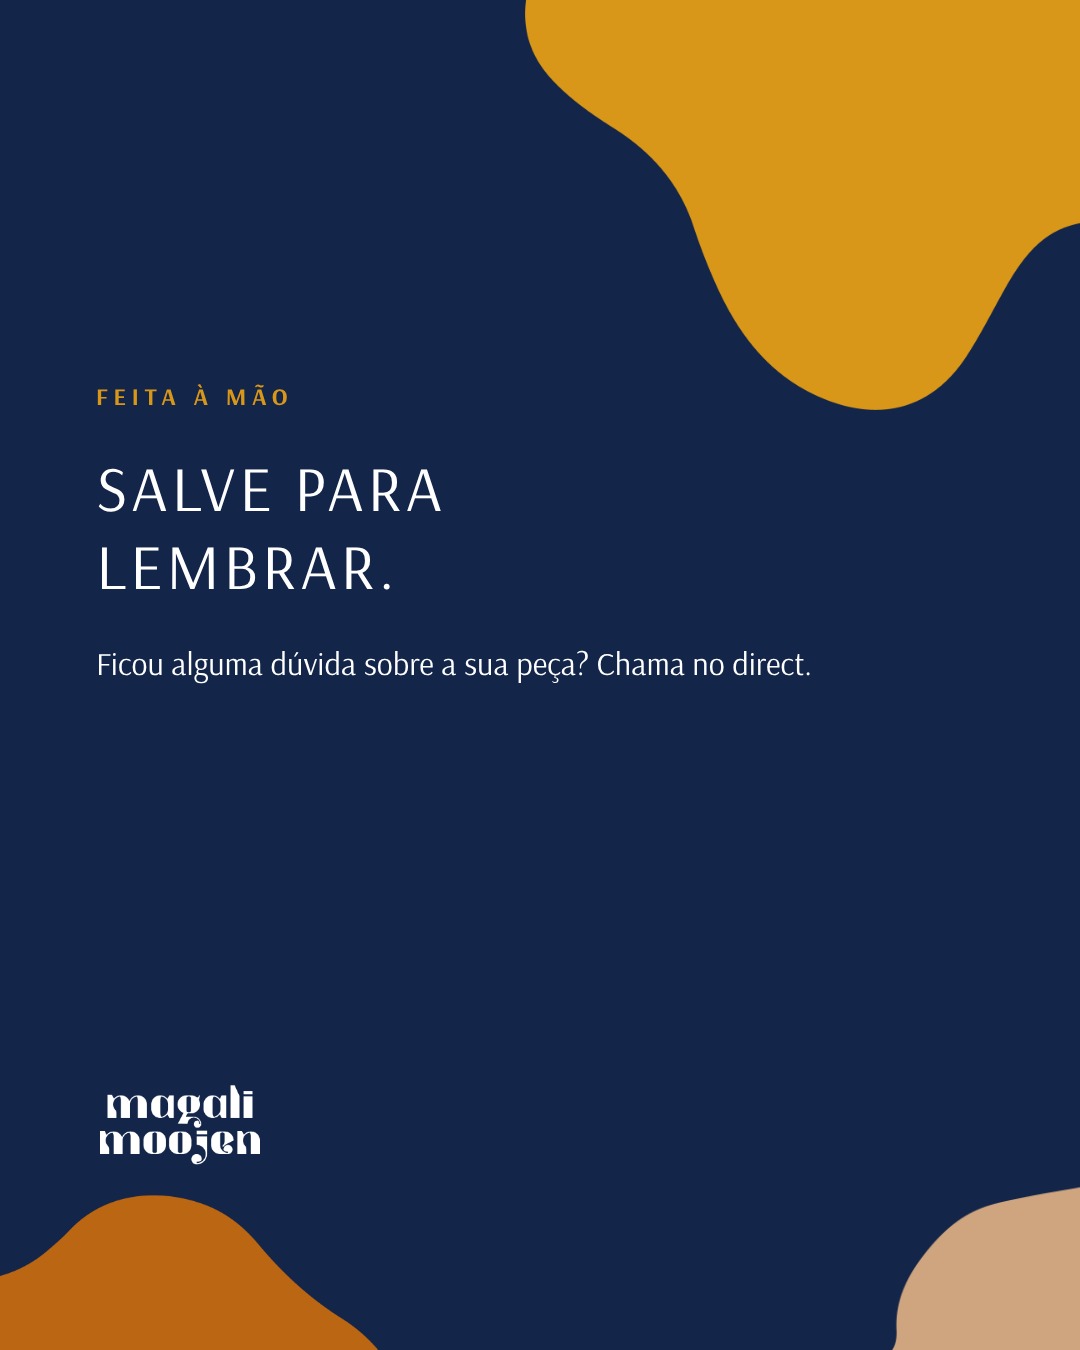 FEITA À MÃO
SALVE PARA
LEMBRAR.
Ficou alguma dúvida sobre a sua peça? Chama no direct.
magali
moojen